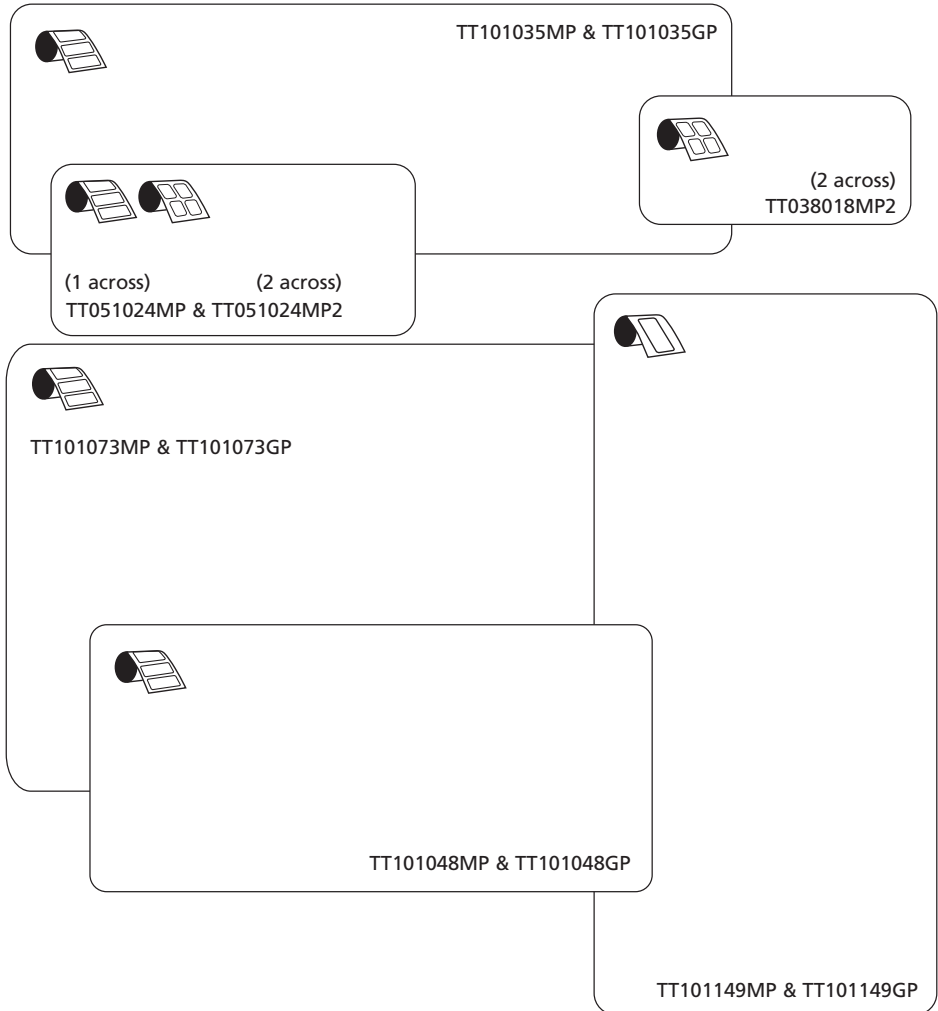 TT101035MP & TT101035GP
(2 across)
TT038018MP2
(1 across) (2 across)
TT051024MP & TT051024MP2
TT101073MP & TT101073GP
TT101048MP & TT101048GP
TT101149MP & TT101149GP